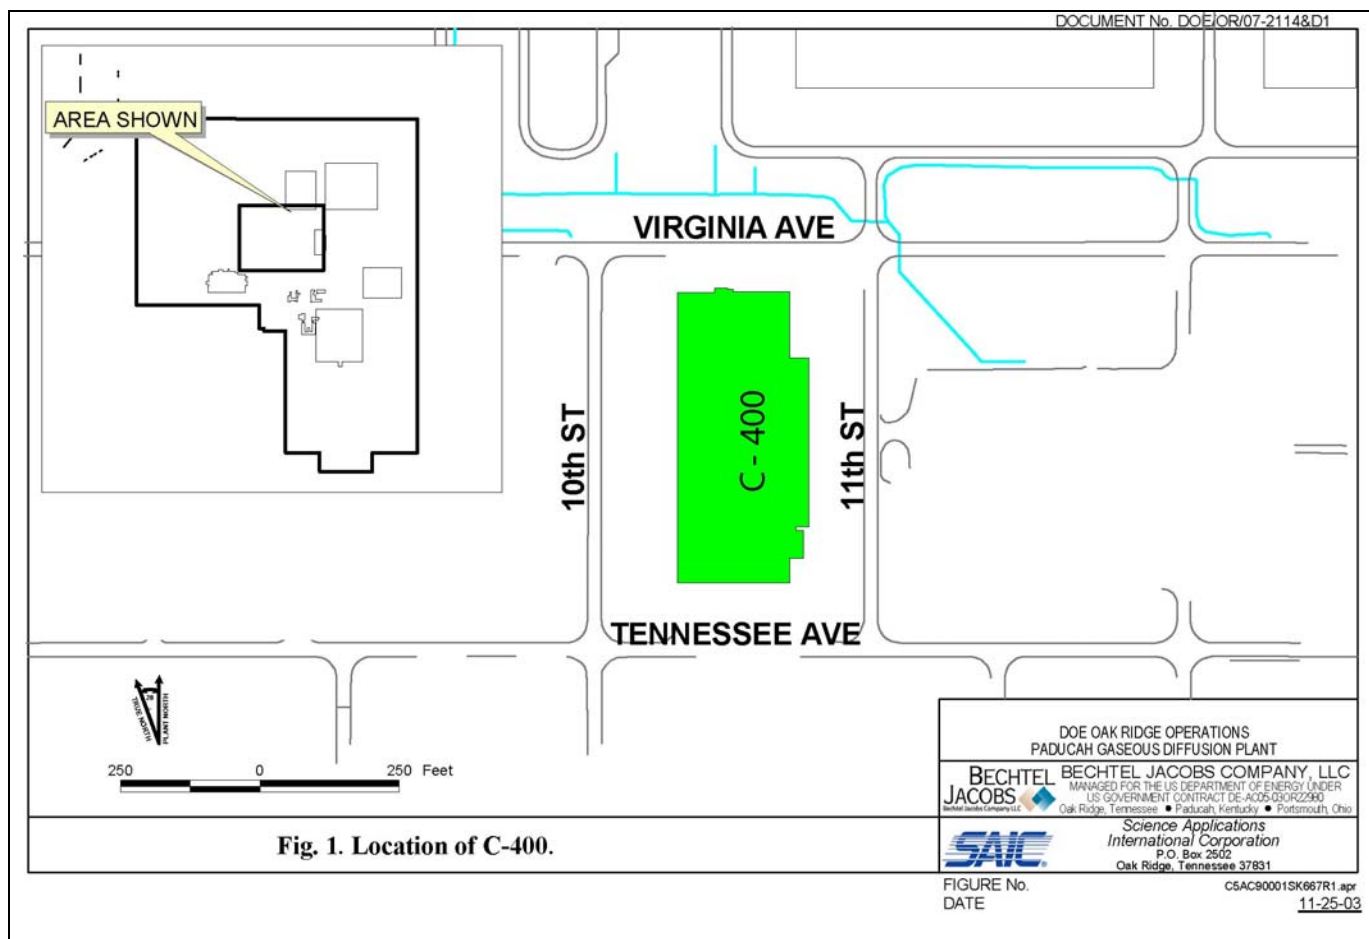 DOCUMENT No. DOE/OR/07-2114&D1
AREA SHOWN
VIRGINIA AVE
10th ST
C - 400
11th ST
TENNESSEE AVE
TRUE NORTH
PLANT NORTH
250 0 250 Feet
Fig. 1. Location of C-400.
DOE OAK RIDGE OPERATIONS
PADUCAH GASEOUS DIFFUSION PLANT
BECHTEL
JACOBS
Bechtel Jacobs Company LLC
BECHTEL JACOBS COMPANY, LLC
MANAGED FOR THE US DEPARTMENT OF ENERGY UNDER
US GOVERNMENT CONTRACT DE-AC05-03OR22980
Oak Ridge, Tennessee • Paducah, Kentucky • Portsmouth, Ohio
SAIC
Science Applications
International Corporation
P.O. Box 2502
Oak Ridge, Tennessee 37831
FIGURE No. C5AC90001SK667R1.apr
DATE 11-25-03